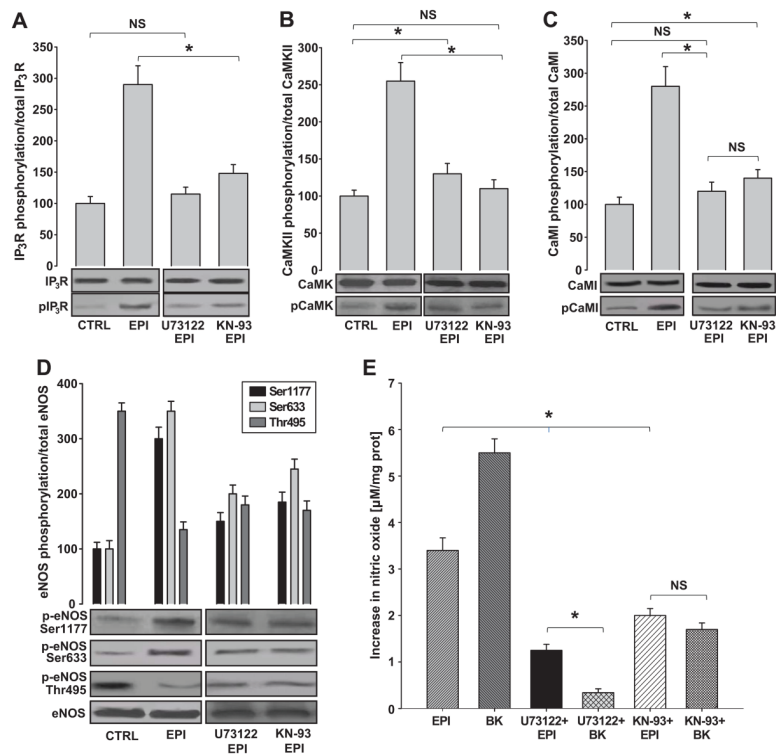 A
NS
*
IP3R phosphorylation/total IP3R
350
300
250
200
150
100
50
0
IP3R
pIP3R
CTRL
EPI
U73122
EPI
KN-93
EPI
B
NS
*
*
CaMKII phosphorylation/total CaMKII
350
300
250
200
150
100
50
0
CaMK
pCaMK
CTRL
EPI
U73122
EPI
KN-93
EPI
C
*
NS
*
NS
CaMI phosphorylation/total CaMI
350
300
250
200
150
100
50
0
CaMI
pCaMI
CTRL
EPI
U73122
EPI
KN-93
EPI
D
Ser1177
Ser633
Thr495
eNOS phosphorylation/total eNOS
400
300
200
100
p-eNOS
Ser1177
p-eNOS
Ser633
p-eNOS
Thr495
eNOS
CTRL
EPI
U73122
EPI
KN-93
EPI
E
*
*
NS
Increase in nitric oxide [µM/mg prot]
7
6
5
4
3
2
1
0
EPI
BK
U73122+
EPI
U73122+
BK
KN-93+
EPI
KN-93+
BK